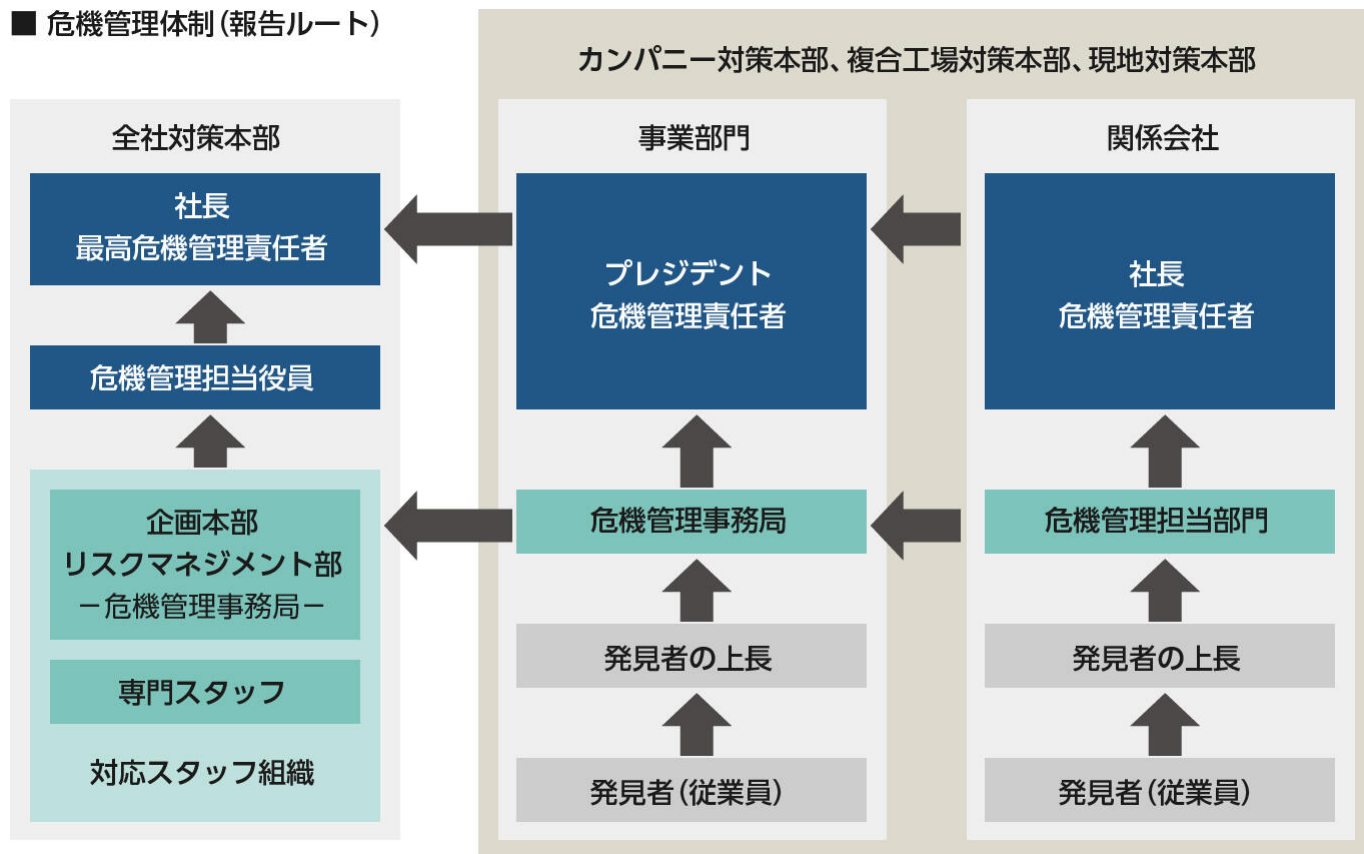 ■ 危機管理体制(報告ルート)
カンパニー対策本部、複合工場対策本部、現地対策本部
全社対策本部
社長
最高危機管理責任者
危機管理担当役員
企画本部
リスクマネジメント部
－危機管理事務局－
専門スタッフ
対応スタッフ組織
事業部門
プレジデント
危機管理責任者
危機管理事務局
発見者の上長
発見者(従業員)
関係会社
社長
危機管理責任者
危機管理担当部門
発見者の上長
発見者(従業員)